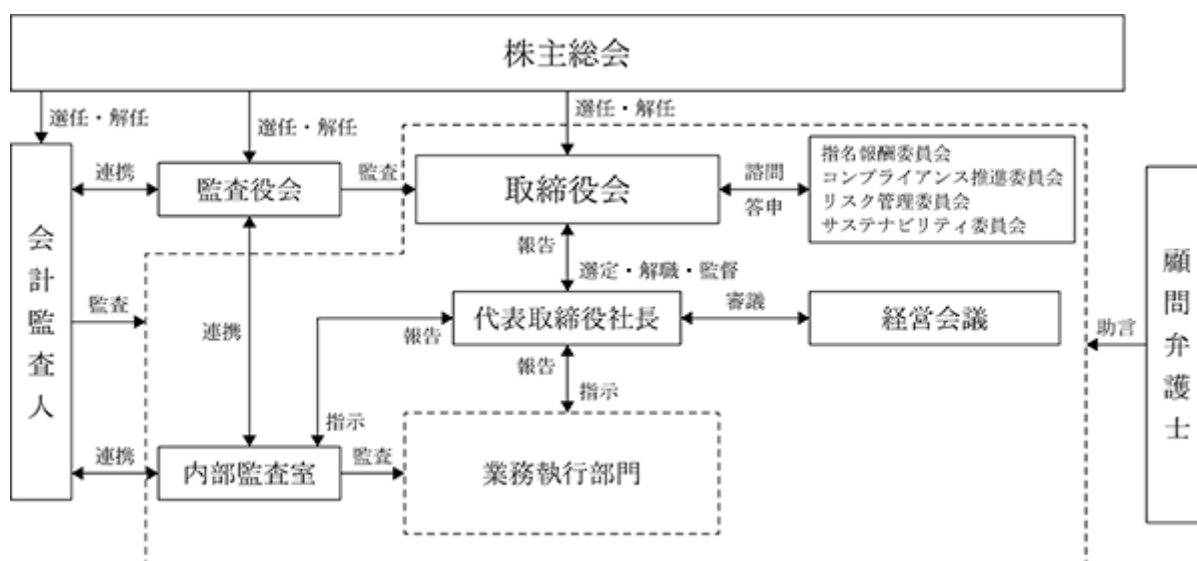 株主総会
選任・解任
選任・解任
選任・解任
連携
監査役会
監査
取締役会
諮問
答申
指名報酬委員会
コンプライアンス推進委員会
リスク管理委員会
サステナビリティ委員会
会計監査人
顧問弁護士
報告
選定・解職・監督
監査
連携
報告
代表取締役社長
審議
経営会議
助言
報告
指示
指示
連携
内部監査室
監査
業務執行部門